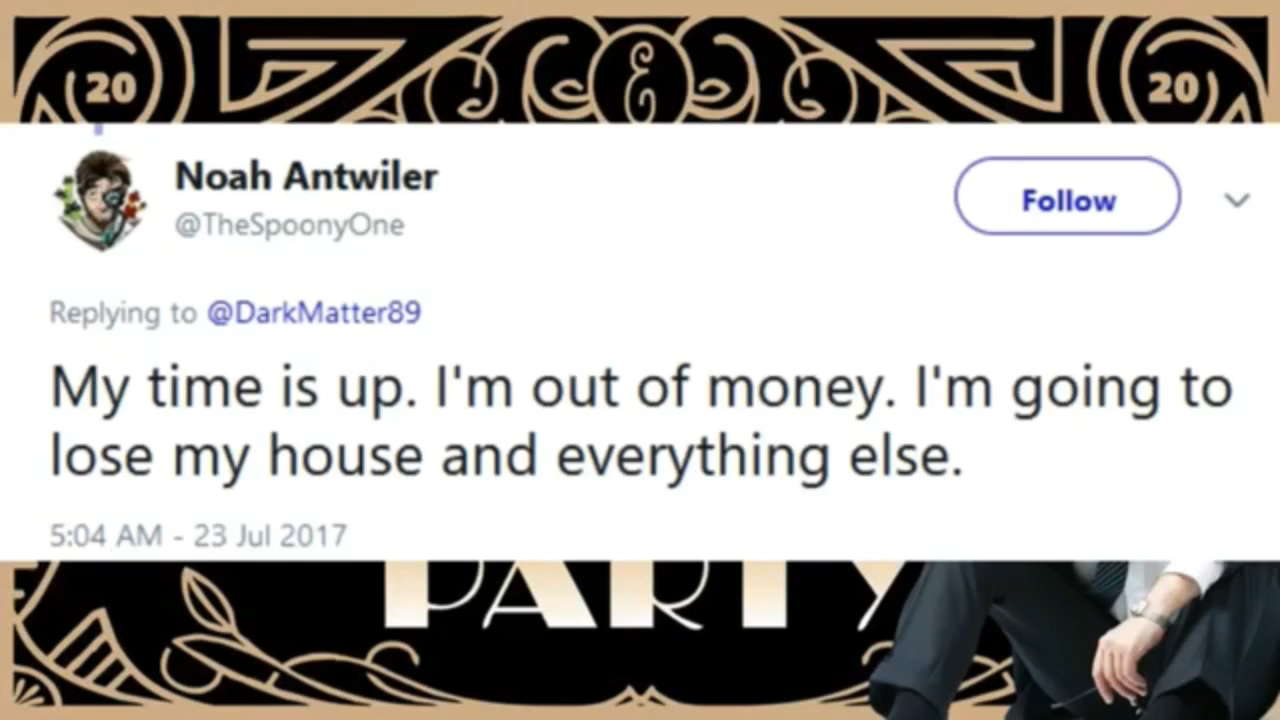 20 & 20
Noah Antwiler
Follow
@TheSpoonyOne
Replying to @DarkMatter89
My time is up. I'm out of money. I'm going to
lose my house and everything else.
5:04 AM - 23 Jul 2017
PARTY